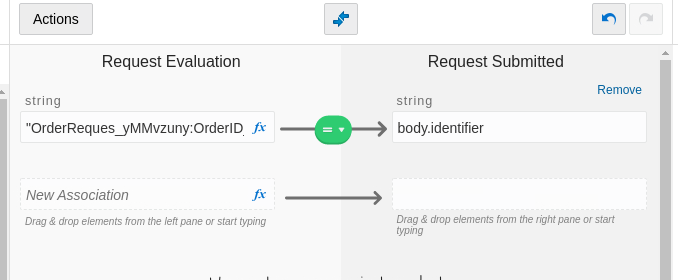 Actions
Request Evaluation
Request Submitted
Remove
string
string
"OrderReques_yMMvzuny:OrderID_
fx
=
body.identifier
New Association
fx
Drag & drop elements from the left pane or start typing
Drag & drop elements from the right pane or start
typing